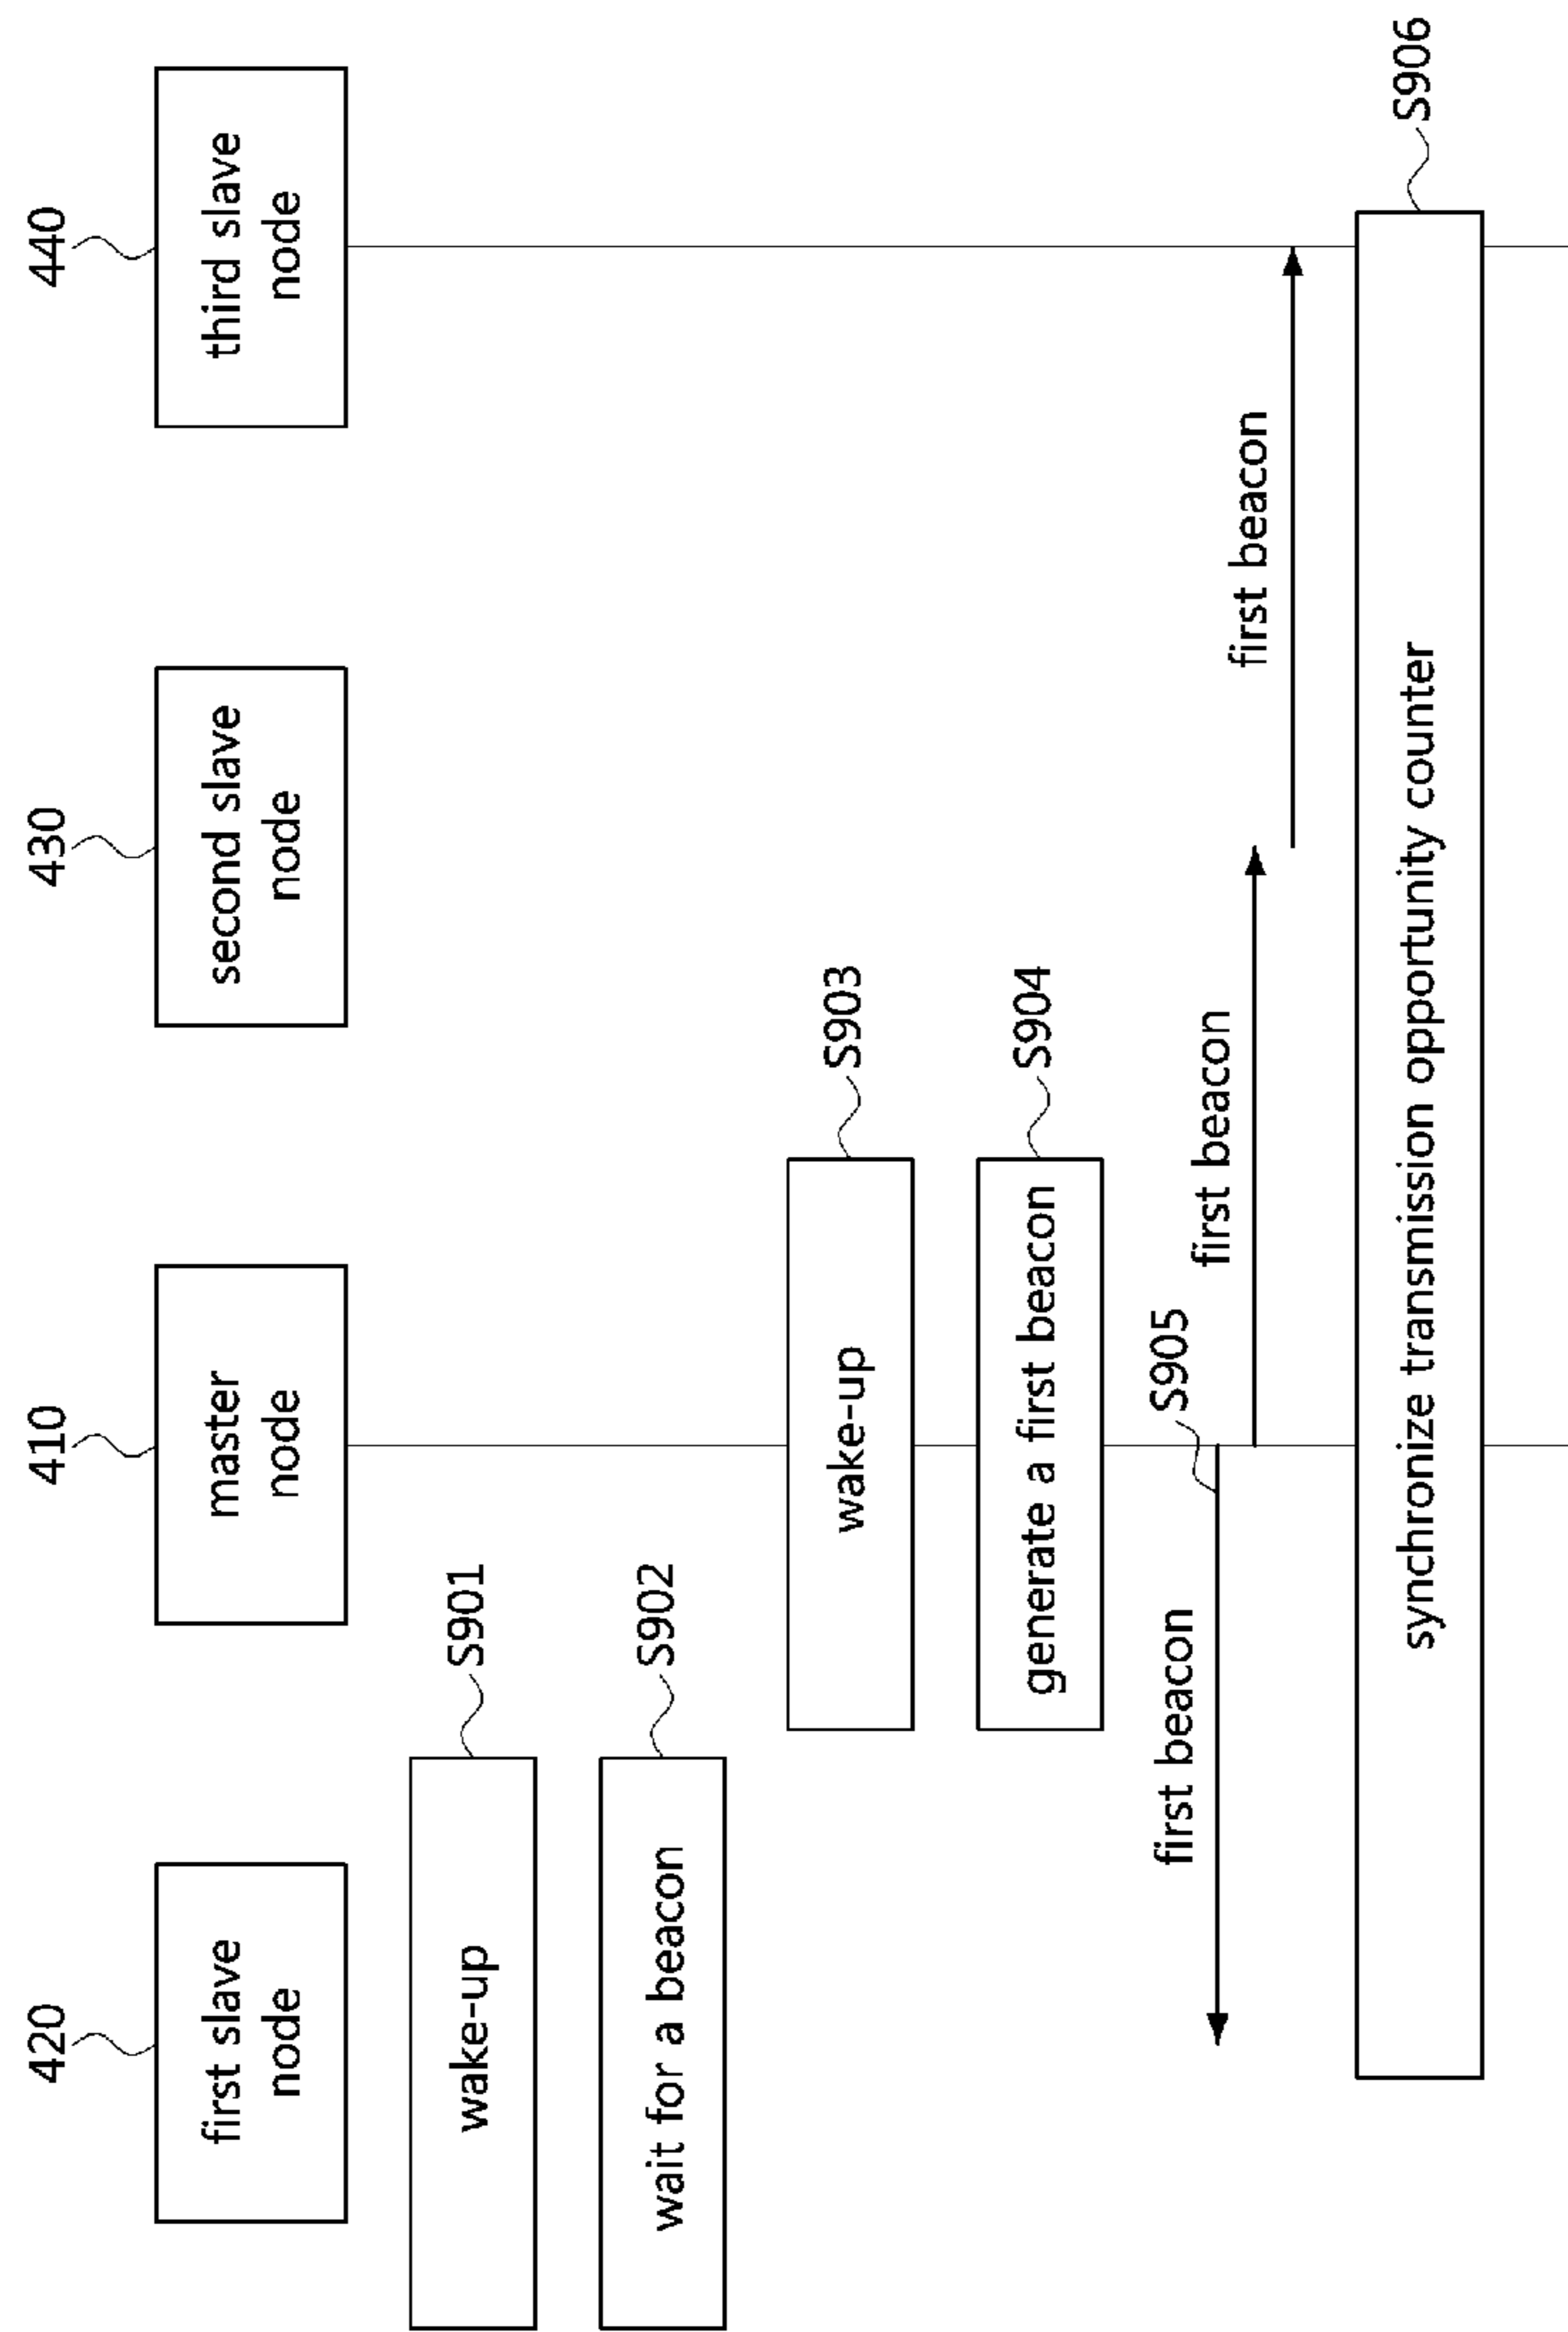 420
410
430
440
first slave
node
master
node
second slave
node
third slave
node
wake-up
S901
wait for a beacon
S902
wake-up
S903
generate a first beacon
S904
first beacon
S905
first beacon
first beacon
synchronize transmission opportunity counter
S906